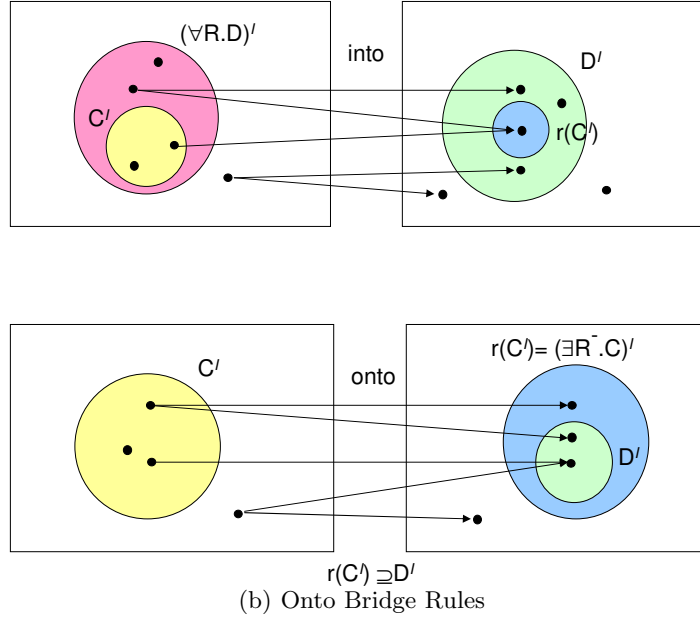 (∀R.D)ᴵ
into
Dᴵ
Cᴵ
r(Cᴵ)
r(Cᴵ)= (∃R⁻.C)ᴵ
Cᴵ
onto
Dᴵ
r(Cᴵ) ⊇Dᴵ
(b) Onto Bridge Rules